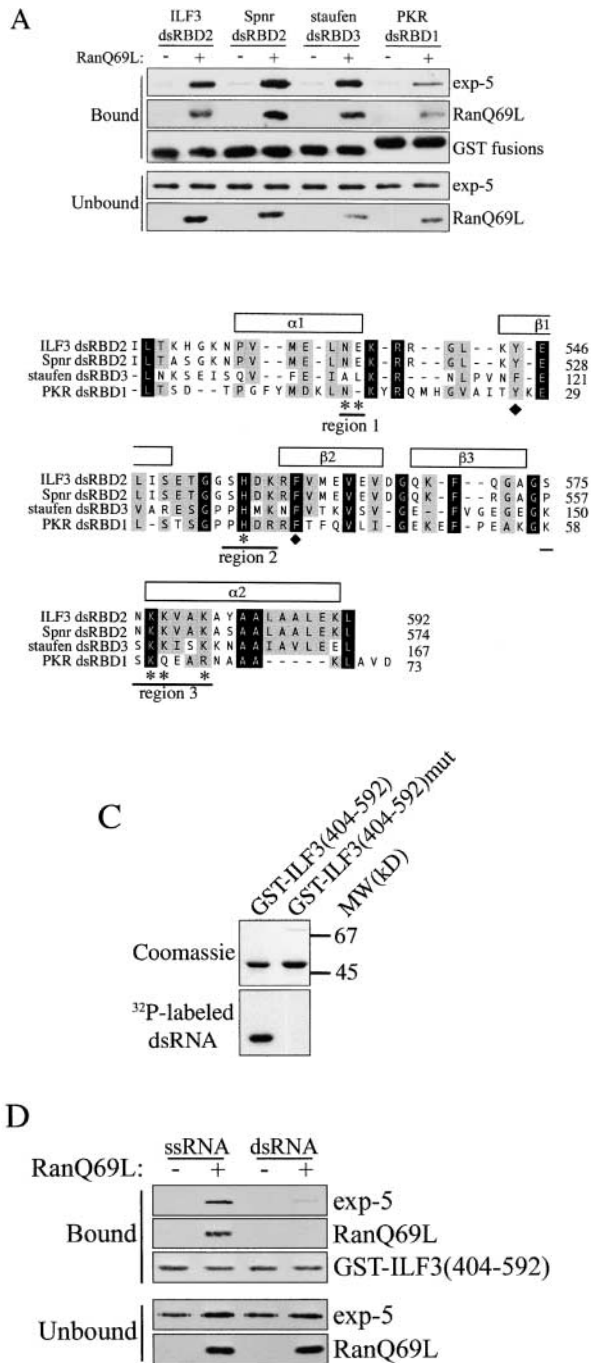 A
ILF3 Spnr staufen PKR
dsRBD2 dsRBD2 dsRBD3 dsRBD1
RanQ69L: - + - + - + - +
Bound
exp-5
RanQ69L
GST fusions
Unbound
exp-5
RanQ69L
α1 β1
ILF3 dsRBD2 I L T K H G K N P V - - M E - L N E K - R R - - G L - - K Y - E 546
Spnr dsRBD2 I L T A S G K N P V - - M E - L N E K - R R - - G L - - K Y - E 528
staufen dsRBD3 - L N K S E I S Q V - - F E - I A L K - R - - - N L P V N F - E 121
PKR dsRBD1 - L T S D - - T P G F Y M D K L N - K Y R Q M H G V A I T Y K E 29
* * ◆
region 1
β2 β3
ILF3 dsRBD2 L I S E T G G S H D K R F V M E V E V D G Q K - F - - Q G A G S 575
Spnr dsRBD2 L I S E T G G S H D K R F V M E V E V D G Q K - F - - Q G A G P 557
staufen dsRBD3 V A R E S G P P H M K N F V T K V S V - G E - - F V G E G E G K 150
PKR dsRBD1 L - S T S G P P H D R R F T F Q V L I - G E K E F - P E A K G K 58
* ◆
region 2
α2
ILF3 dsRBD2 N K K V A K A Y A A L A A L E K L 592
Spnr dsRBD2 N K K V A K A S A A L A A L E K L 574
staufen dsRBD3 S K K I S K K N A A I A V L E E L 167
PKR dsRBD1 S K Q E A R N A A A - - - - - K L A V D 73
* * *
region 3
C
GST-ILF3(404-592)
GST-ILF3(404-592)mut
MW(kD)
Coomassie
67
45
³²P-labeled
dsRNA
D
ssRNA dsRNA
RanQ69L: - + - +
Bound
exp-5
RanQ69L
GST-ILF3(404-592)
Unbound
exp-5
RanQ69L